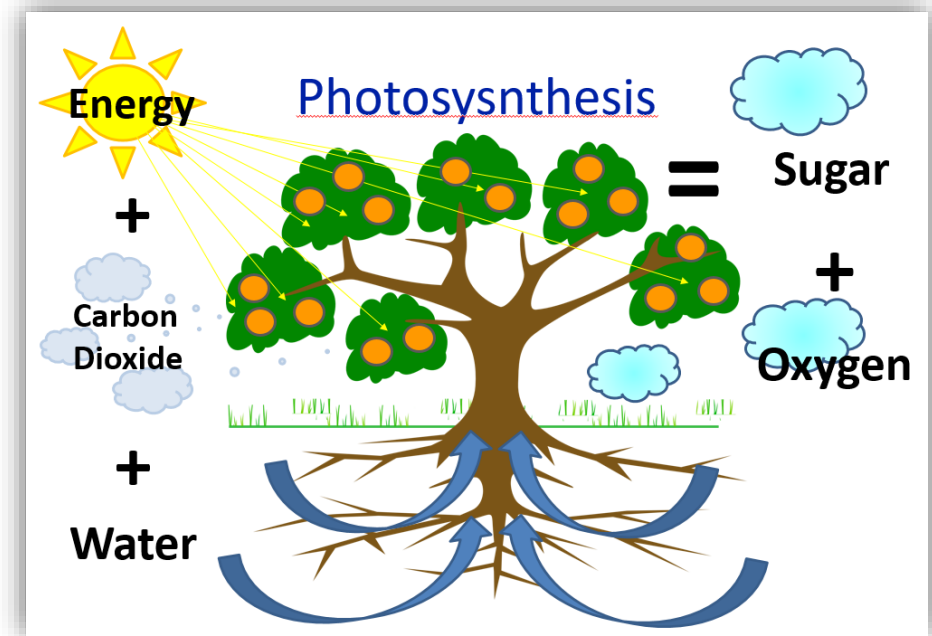 Photosysnthesis
Energy
+
Carbon
Dioxide
+
Water
=
Sugar
+
Oxygen